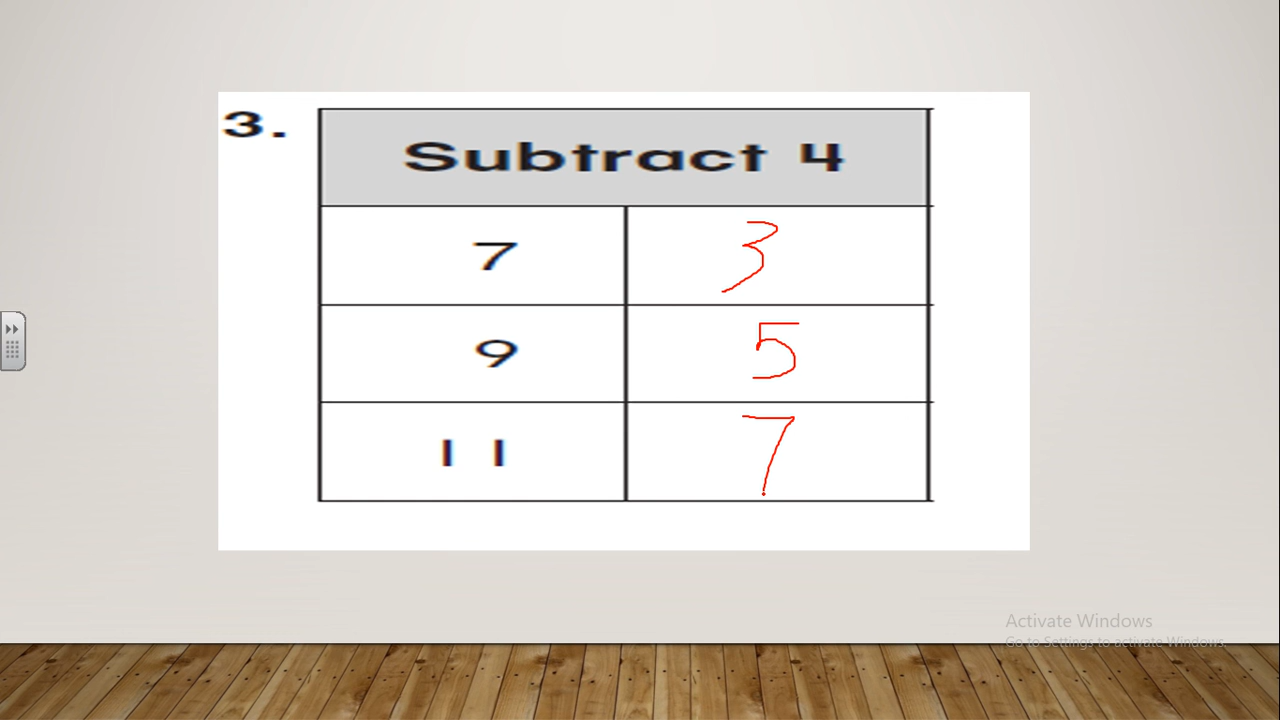 3.
Subtract 4
7 3
9 5
11 7
Activate Windows
Go to Settings to activate Windows.